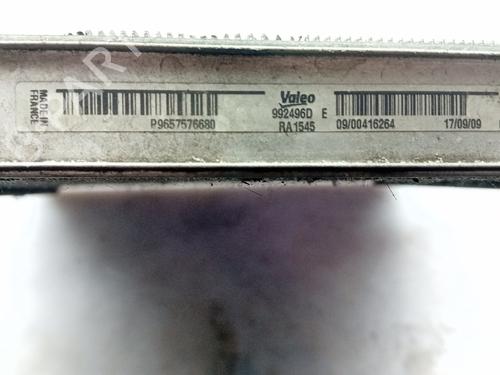 MADE IN
FRANCE
P9657576680
Valeo
992496D E
RA1545
09/00416264
17/09/09